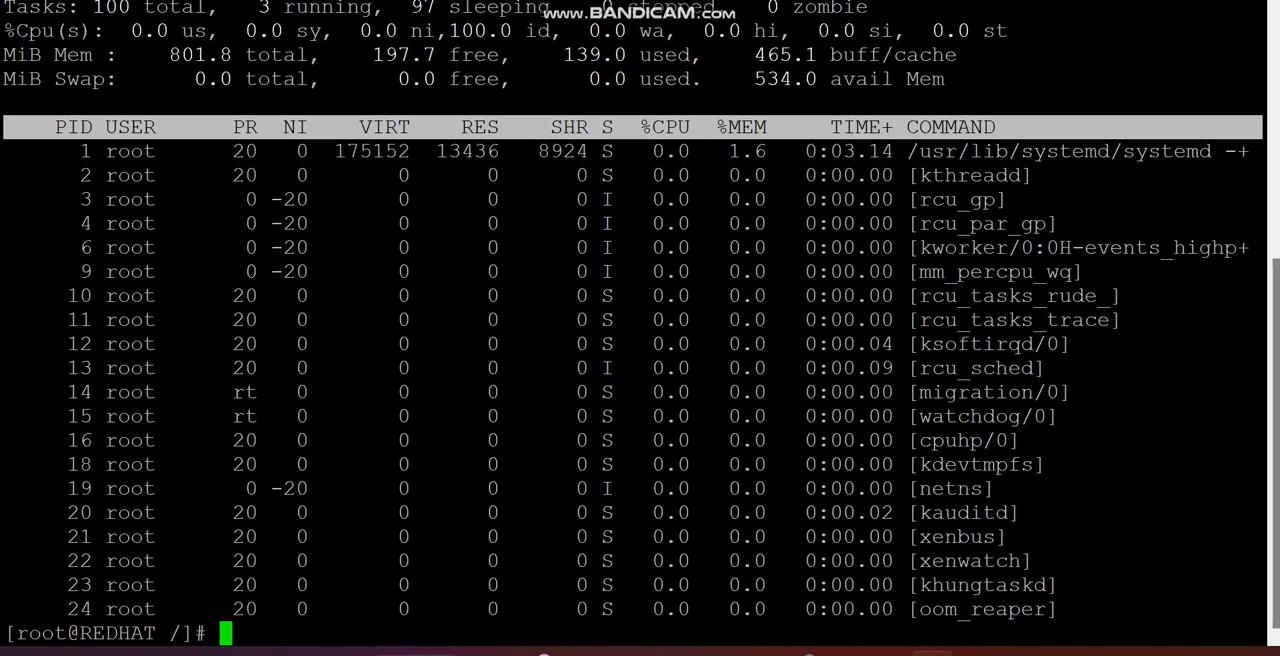 Tasks: 100 total, 3 running, 97 sleeping, 0 stopped, 0 zombie
www.BANDICAM.com
%Cpu(s): 0.0 us, 0.0 sy, 0.0 ni,100.0 id, 0.0 wa, 0.0 hi, 0.0 si, 0.0 st
MiB Mem : 801.8 total, 197.7 free, 139.0 used, 465.1 buff/cache
MiB Swap: 0.0 total, 0.0 free, 0.0 used. 534.0 avail Mem
PID USER PR NI VIRT RES SHR S %CPU %MEM TIME+ COMMAND
1 root 20 0 175152 13436 8924 S 0.0 1.6 0:03.14 /usr/lib/systemd/systemd -+
2 root 20 0 0 0 0 S 0.0 0.0 0:00.00 [kthreadd]
3 root 0 -20 0 0 0 I 0.0 0.0 0:00.00 [rcu_gp]
4 root 0 -20 0 0 0 I 0.0 0.0 0:00.00 [rcu_par_gp]
6 root 0 -20 0 0 0 I 0.0 0.0 0:00.00 [kworker/0:0H-events_highp+
9 root 0 -20 0 0 0 I 0.0 0.0 0:00.00 [mm_percpu_wq]
10 root 20 0 0 0 0 S 0.0 0.0 0:00.00 [rcu_tasks_rude_]
11 root 20 0 0 0 0 S 0.0 0.0 0:00.00 [rcu_tasks_trace]
12 root 20 0 0 0 0 S 0.0 0.0 0:00.04 [ksoftirqd/0]
13 root 20 0 0 0 0 I 0.0 0.0 0:00.09 [rcu_sched]
14 root rt 0 0 0 0 S 0.0 0.0 0:00.00 [migration/0]
15 root rt 0 0 0 0 S 0.0 0.0 0:00.00 [watchdog/0]
16 root 20 0 0 0 0 S 0.0 0.0 0:00.00 [cpuhp/0]
18 root 20 0 0 0 0 S 0.0 0.0 0:00.00 [kdevtmpfs]
19 root 0 -20 0 0 0 I 0.0 0.0 0:00.00 [netns]
20 root 20 0 0 0 0 S 0.0 0.0 0:00.02 [kauditd]
21 root 20 0 0 0 0 S 0.0 0.0 0:00.00 [xenbus]
22 root 20 0 0 0 0 S 0.0 0.0 0:00.00 [xenwatch]
23 root 20 0 0 0 0 S 0.0 0.0 0:00.00 [khungtaskd]
24 root 20 0 0 0 0 S 0.0 0.0 0:00.00 [oom_reaper]
[root@REDHAT /]#